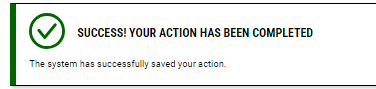 SUCCESS! YOUR ACTION HAS BEEN COMPLETED
The system has successfully saved your action.